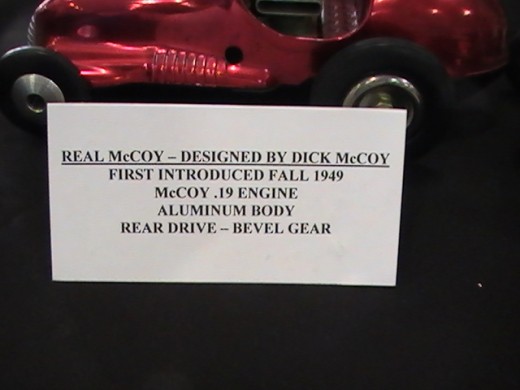 REAL McCOY – DESIGNED BY DICK McCOY
FIRST INTRODUCED FALL 1949
McCOY .19 ENGINE
ALUMINUM BODY
REAR DRIVE – BEVEL GEAR